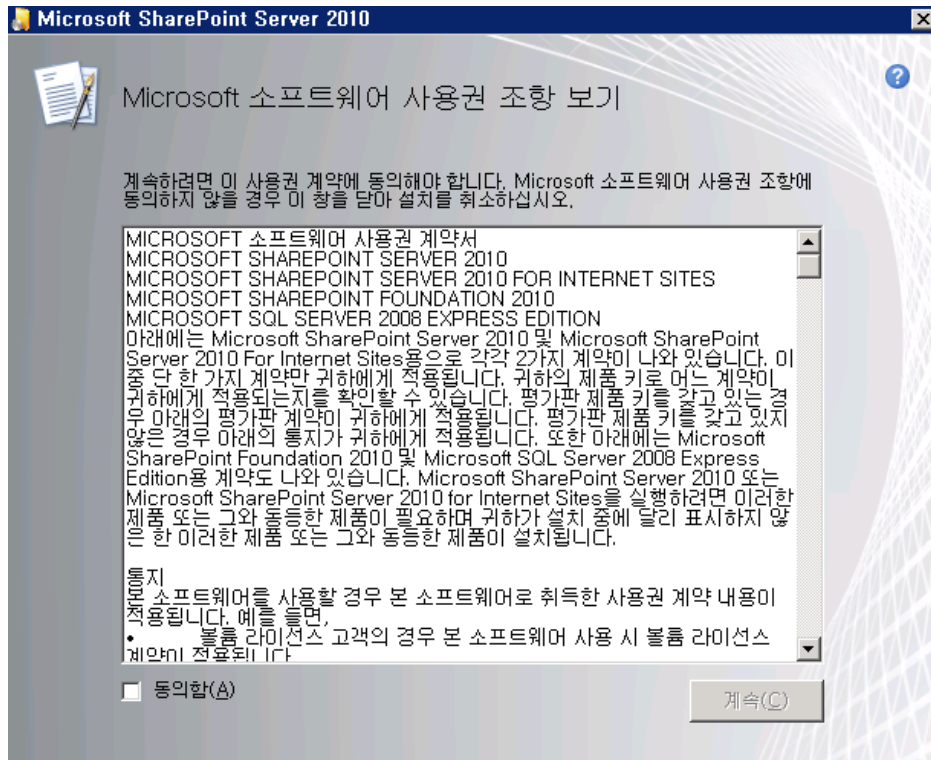 Microsoft SharePoint Server 2010
Microsoft 소프트웨어 사용권 조항 보기
계속하려면 이 사용권 계약에 동의해야 합니다. Microsoft 소프트웨어 사용권 조항에
동의하지 않을 경우 이 창을 닫아 설치를 취소하십시오.
MICROSOFT 소프트웨어 사용권 계약서
MICROSOFT SHAREPOINT SERVER 2010
MICROSOFT SHAREPOINT SERVER 2010 FOR INTERNET SITES
MICROSOFT SHAREPOINT FOUNDATION 2010
MICROSOFT SQL SERVER 2008 EXPRESS EDITION
아래에는 Microsoft SharePoint Server 2010 및 Microsoft SharePoint
Server 2010 For Internet Sites용으로 각각 2가지 계약이 나와 있습니다. 이
중 단 한 가지 계약만 귀하에게 적용됩니다. 귀하의 제품 키로 어느 계약이
귀하에게 적용되는지를 확인할 수 있습니다. 평가판 제품 키를 갖고 있는 경
우 아래의 평가판 계약이 귀하에게 적용됩니다. 평가판 제품 키를 갖고 있지
않은 경우 아래의 통지가 귀하에게 적용됩니다. 또한 아래에는 Microsoft
SharePoint Foundation 2010 및 Microsoft SQL Server 2008 Express
Edition용 계약도 나와 있습니다. Microsoft SharePoint Server 2010 또는
Microsoft SharePoint Server 2010 for Internet Sites을 실행하려면 이러한
제품 또는 그와 동등한 제품이 필요하며 귀하가 설치 중에 달리 표시하지 않
은 한 이러한 제품 또는 그와 동등한 제품이 설치됩니다.
통지
본 소프트웨어를 사용할 경우 본 소프트웨어로 취득한 사용권 계약 내용이
적용됩니다. 예를 들면,
• 볼륨 라이선스 고객의 경우 본 소프트웨어 사용 시 볼륨 라이선스
계약이 적용됩니다
동의함(A)
계속(C)